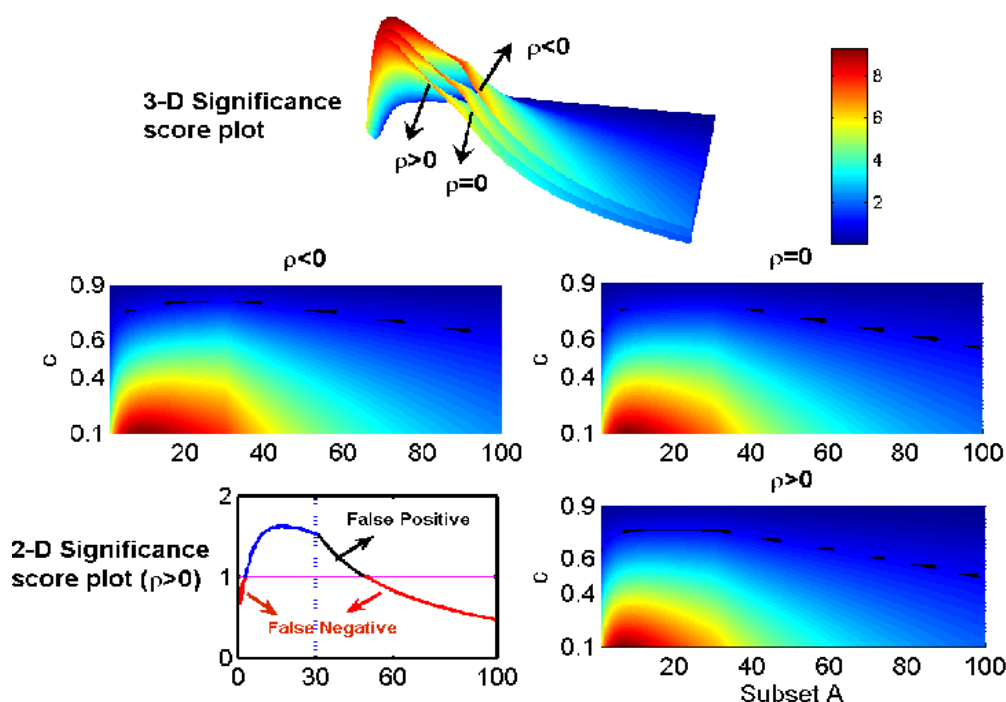 3-D Significance
score plot
ρ<0
ρ>0
ρ=0
8
6
4
2
ρ<0
0.9
0.6
0.4
0.1
c
20 40 60 80 100
ρ=0
0.9
0.6
0.4
0.1
c
20 40 60 80 100
2-D Significance
score plot (ρ>0)
2
1
0
False Positive
False Negative
0 30 60 100
ρ>0
0.9
0.6
0.4
0.1
c
20 40 60 80 100
Subset A